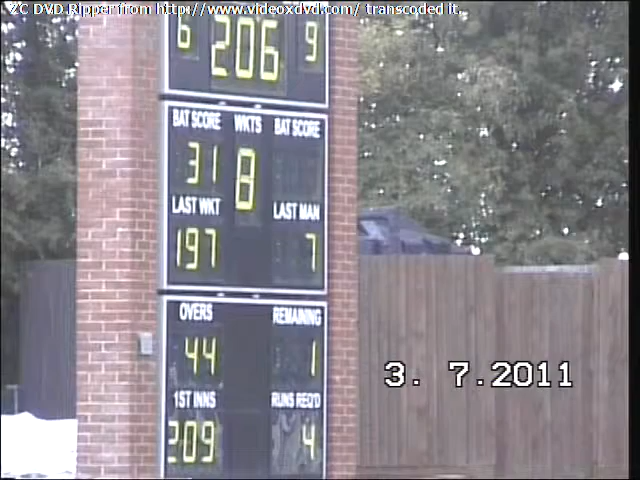 ZC DVD Ripper from http://www.videoxdvd.com/ transcoded it.
6 206 9
BAT SCORE WKTS BAT SCORE
31 8
LAST WKT LAST MAN
197 7
OVERS REMAINING
44 1
1ST INNS RUNS REQ'D
209 4
3. 7.2011